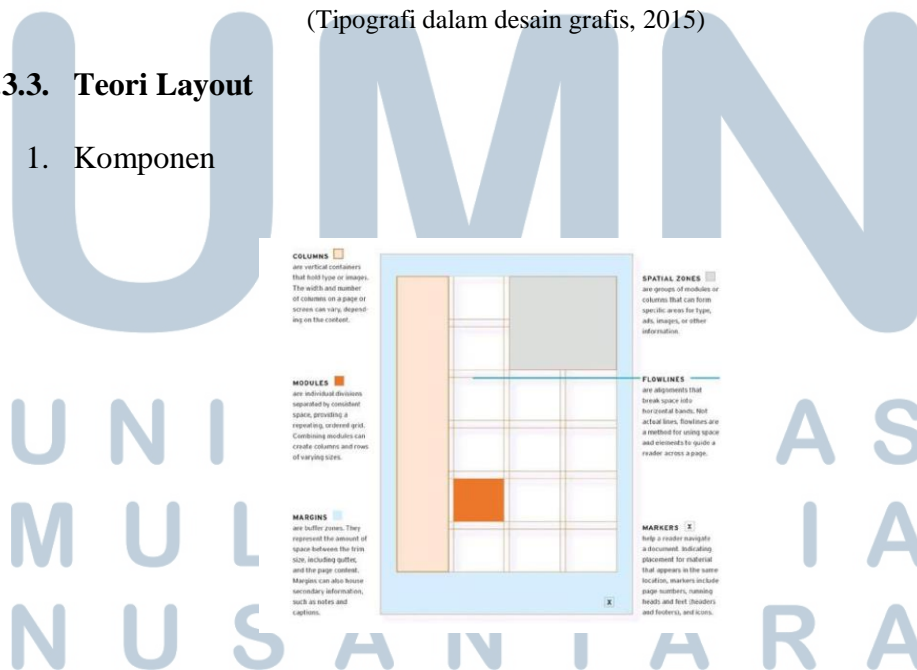 (Tipografi dalam desain grafis, 2015)
.3.3. Teori Layout
1. Komponen
COLUMNS
are vertical containers
that hold type or images.
The width and number
of columns on a page or
screen can vary, depend-
ing on the content.
MODULES
are individual divisions
separated by consistent
space, providing a
repeating, ordered grid.
Combining modules can
create columns and rows
of varying sizes.
MARGINS
are buffer zones. They
represent the amount of
space between the trim
size, including gutter,
and the page content.
Margins can also house
secondary information,
such as notes and
captions.
SPATIAL ZONES
are groups of modules or
columns that can form
specific areas for type,
ads, images, or other
information.
FLOWLINES
are alignments that
break space into
horizontal bands. Not
actual lines, flowlines are
a method for using space
and elements to guide a
reader across a page.
MARKERS x
help a reader navigate
a document. Indicating
placement for material
that appears in the same
location, markers include
page numbers, running
heads and feet (headers
and footers), and icons.
x
UMN
UNI AS
MUL IA
NUSANTARA